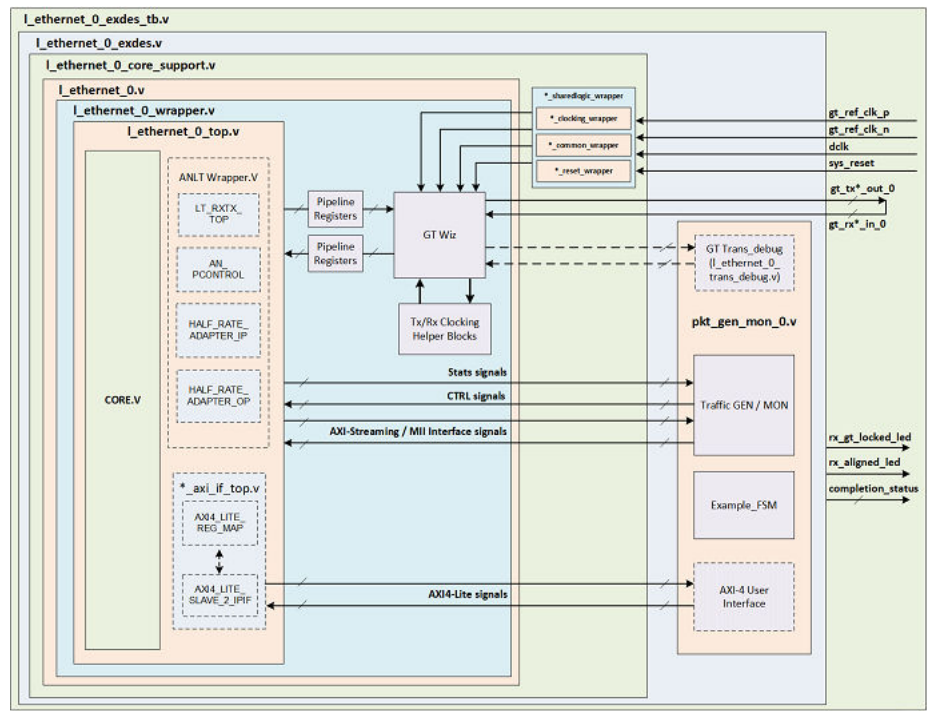 l_ethernet_0_exdes_tb.v
l_ethernet_0_exdes.v
l_ethernet_0_core_support.v
l_ethernet_0.v
l_ethernet_0_wrapper.v
l_ethernet_0_top.v
*_sharedlogic_wrapper
*_clocking_wrapper
*_common_wrapper
*_reset_wrapper
gt_ref_clk_p
gt_ref_clk_n
dclk
sys_reset
gt_tx*_out_0
gt_rx*_in_0
ANLT Wrapper.V
LT_RXTX_
TOP
AN_
PCONTROL
HALF_RATE_
ADAPTER_IP
HALF_RATE_
ADAPTER_OP
CORE.V
Pipeline
Registers
Pipeline
Registers
GT Wiz
Tx/Rx Clocking
Helper Blocks
GT Trans_debug
(l_ethernet_0_
trans_debug.v)
pkt_gen_mon_0.v
Stats signals
CTRL signals
AXI-Streaming / MII Interface signals
Traffic GEN / MON
rx_gt_locked_led
rx_aligned_led
completion_status
*_axi_if_top.v
AXI4_LITE_
REG_MAP
AXI4_LITE_
SLAVE_2_IPIF
AXI4-Lite signals
Example_FSM
AXI-4 User
Interface